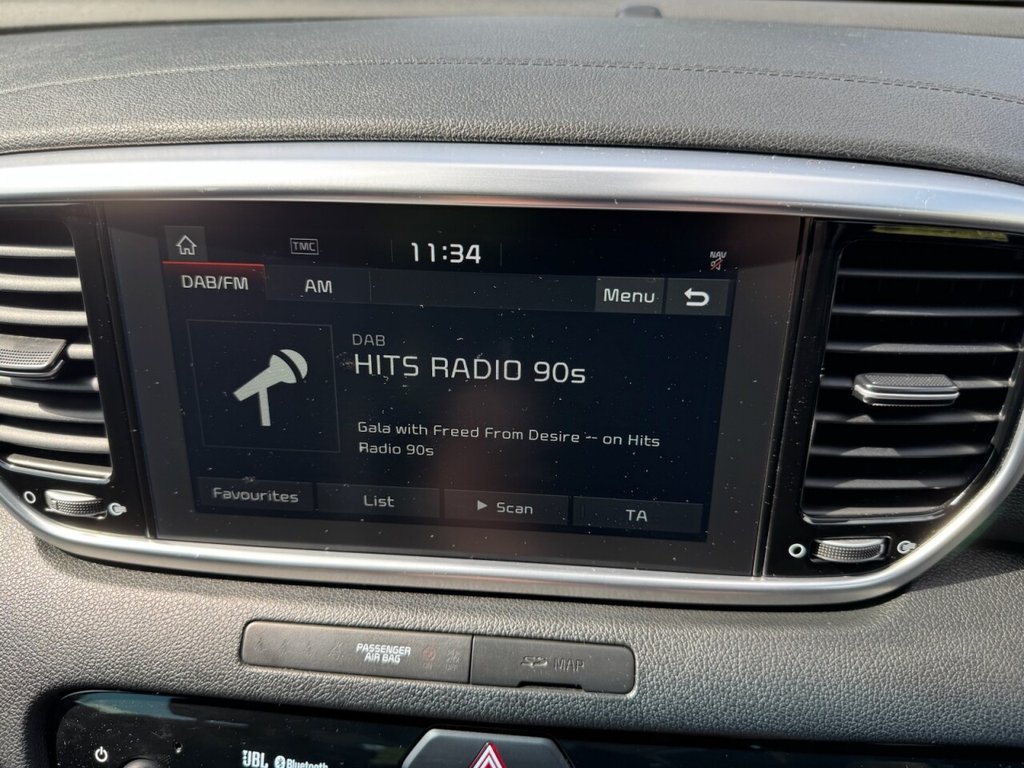 TMC 11:34 NAV
DAB/FM AM Menu
DAB
HITS RADIO 90s
Gala with Freed From Desire -- on Hits
Radio 90s
Favourites List Scan TA
PASSENGER
AIR BAG
MAP
JBL Bluetooth